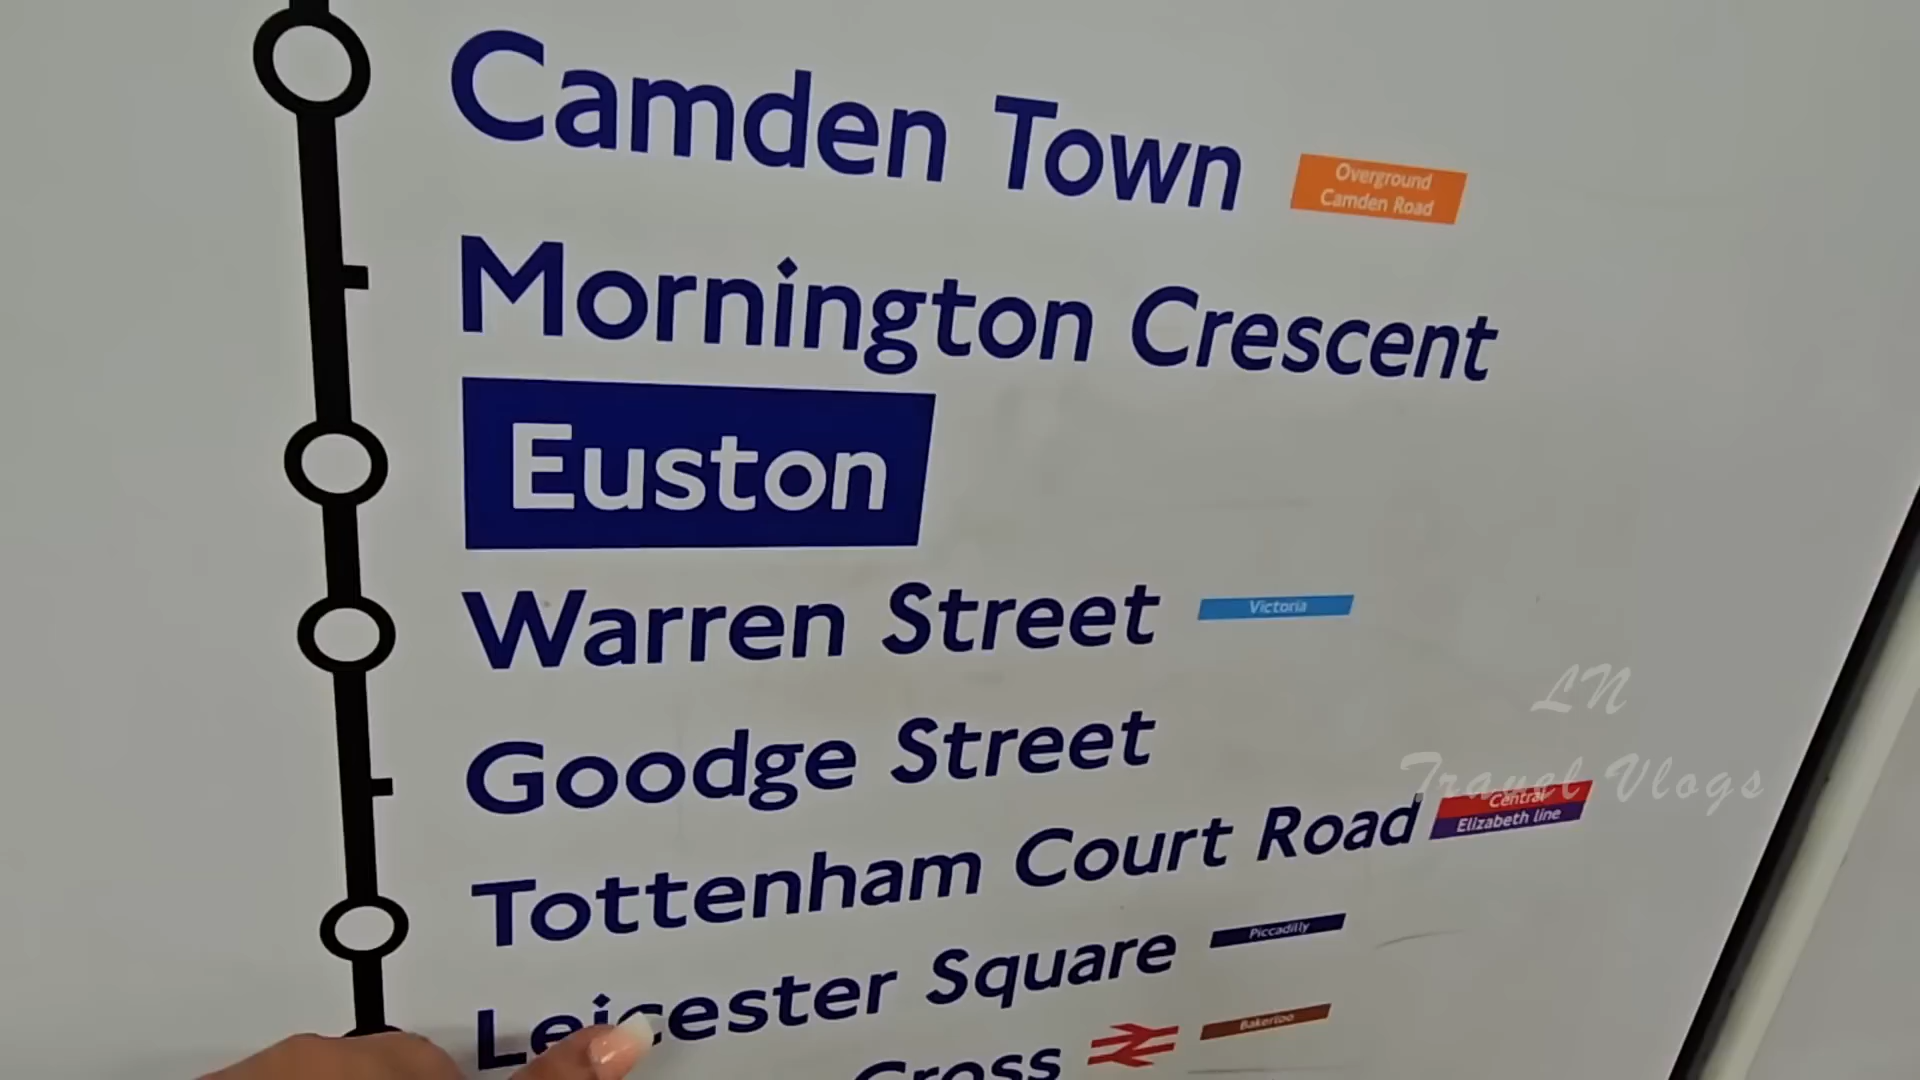 Camden Town
Overground
Camden Road
Mornington Crescent
Euston
Warren Street
Victoria
Goodge Street
Tottenham Court Road
Central
Elizabeth line
Leicester Square
Piccadilly
Cross
Bakerloo
LN
Travel Vlogs